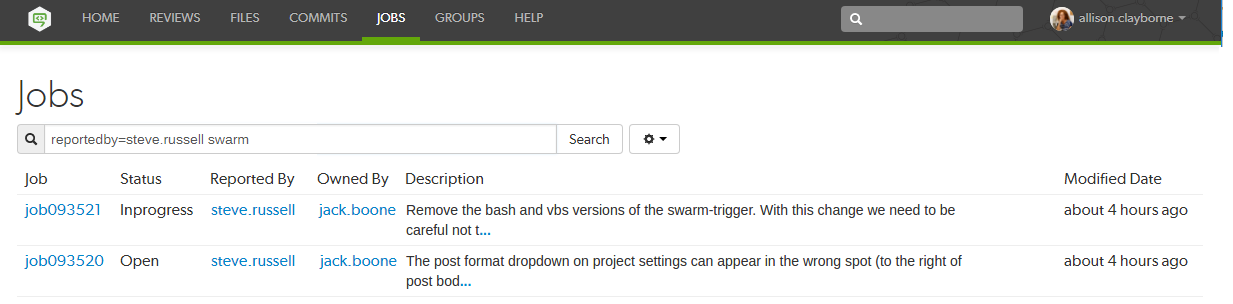 HOME REVIEWS FILES COMMITS JOBS GROUPS HELP allison.clayborne
Jobs
reportedby=steve.russell swarm Search
Job Status Reported By Owned By Description Modified Date
job093521 Inprogress steve.russell jack.boone Remove the bash and vbs versions of the swarm-trigger. With this change we need to be about 4 hours ago
careful not t...
job093520 Open steve.russell jack.boone The post format dropdown on project settings can appear in the wrong spot (to the right of about 4 hours ago
post bod...